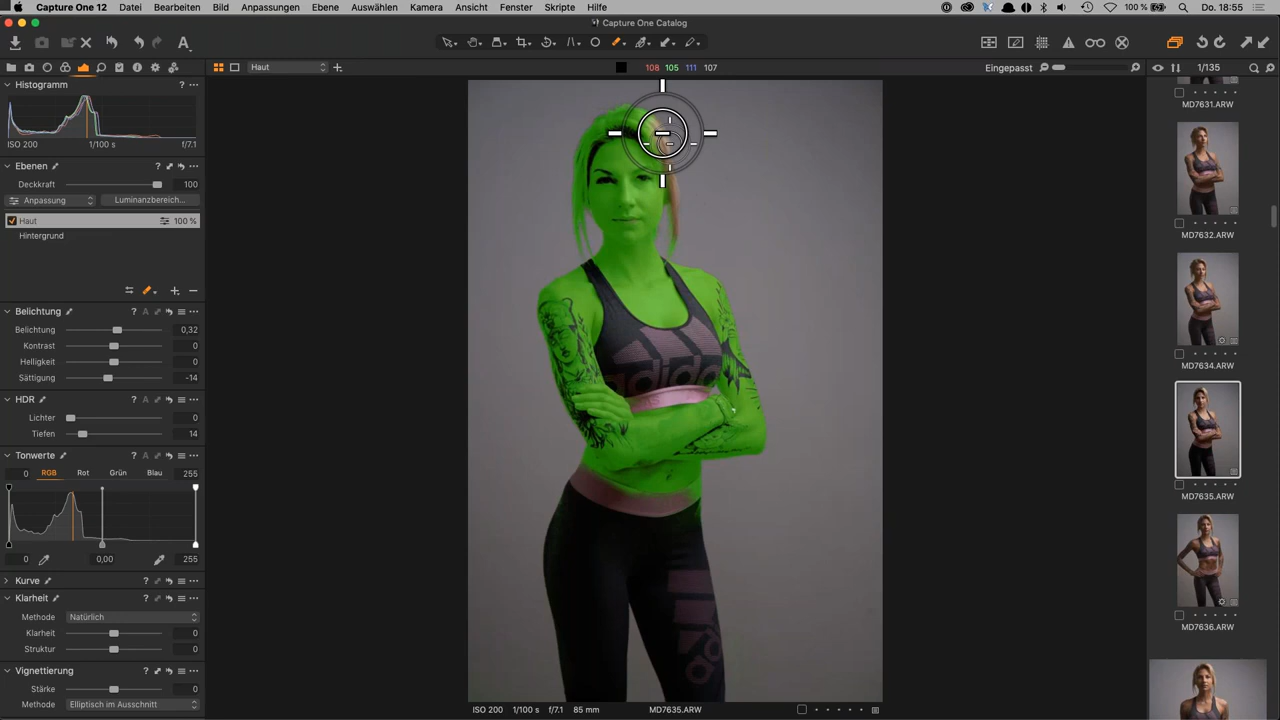 Capture One 12 Datei Bearbeiten Bild Anpassungen Ebene Auswählen Kamera Ansicht Fenster Skripte Hilfe 100 % Do. 18:55
Capture One Catalog
Haut 108 105 111 107 Eingepasst 1/135
Histogramm
ISO 200 1/100 s f/7.1
Ebenen
Deckkraft 100
Anpassung Luminanzbereich...
Haut 100 %
Hintergrund
Belichtung
Belichtung 0,32
Kontrast 0
Helligkeit 0
Sättigung -14
HDR
Lichter 0
Tiefen 14
Tonwerte
0 RGB Rot Grün Blau 255
0 0,00 255
Kurve
Klarheit
Methode Natürlich
Klarheit 0
Struktur 0
Vignettierung
Stärke 0
Methode Elliptisch im Ausschnitt
adidas
ISO 200 1/100 s f/7.1 85 mm MD7635.ARW
MD7631.ARW
MD7632.ARW
MD7634.ARW
MD7635.ARW
MD7636.ARW